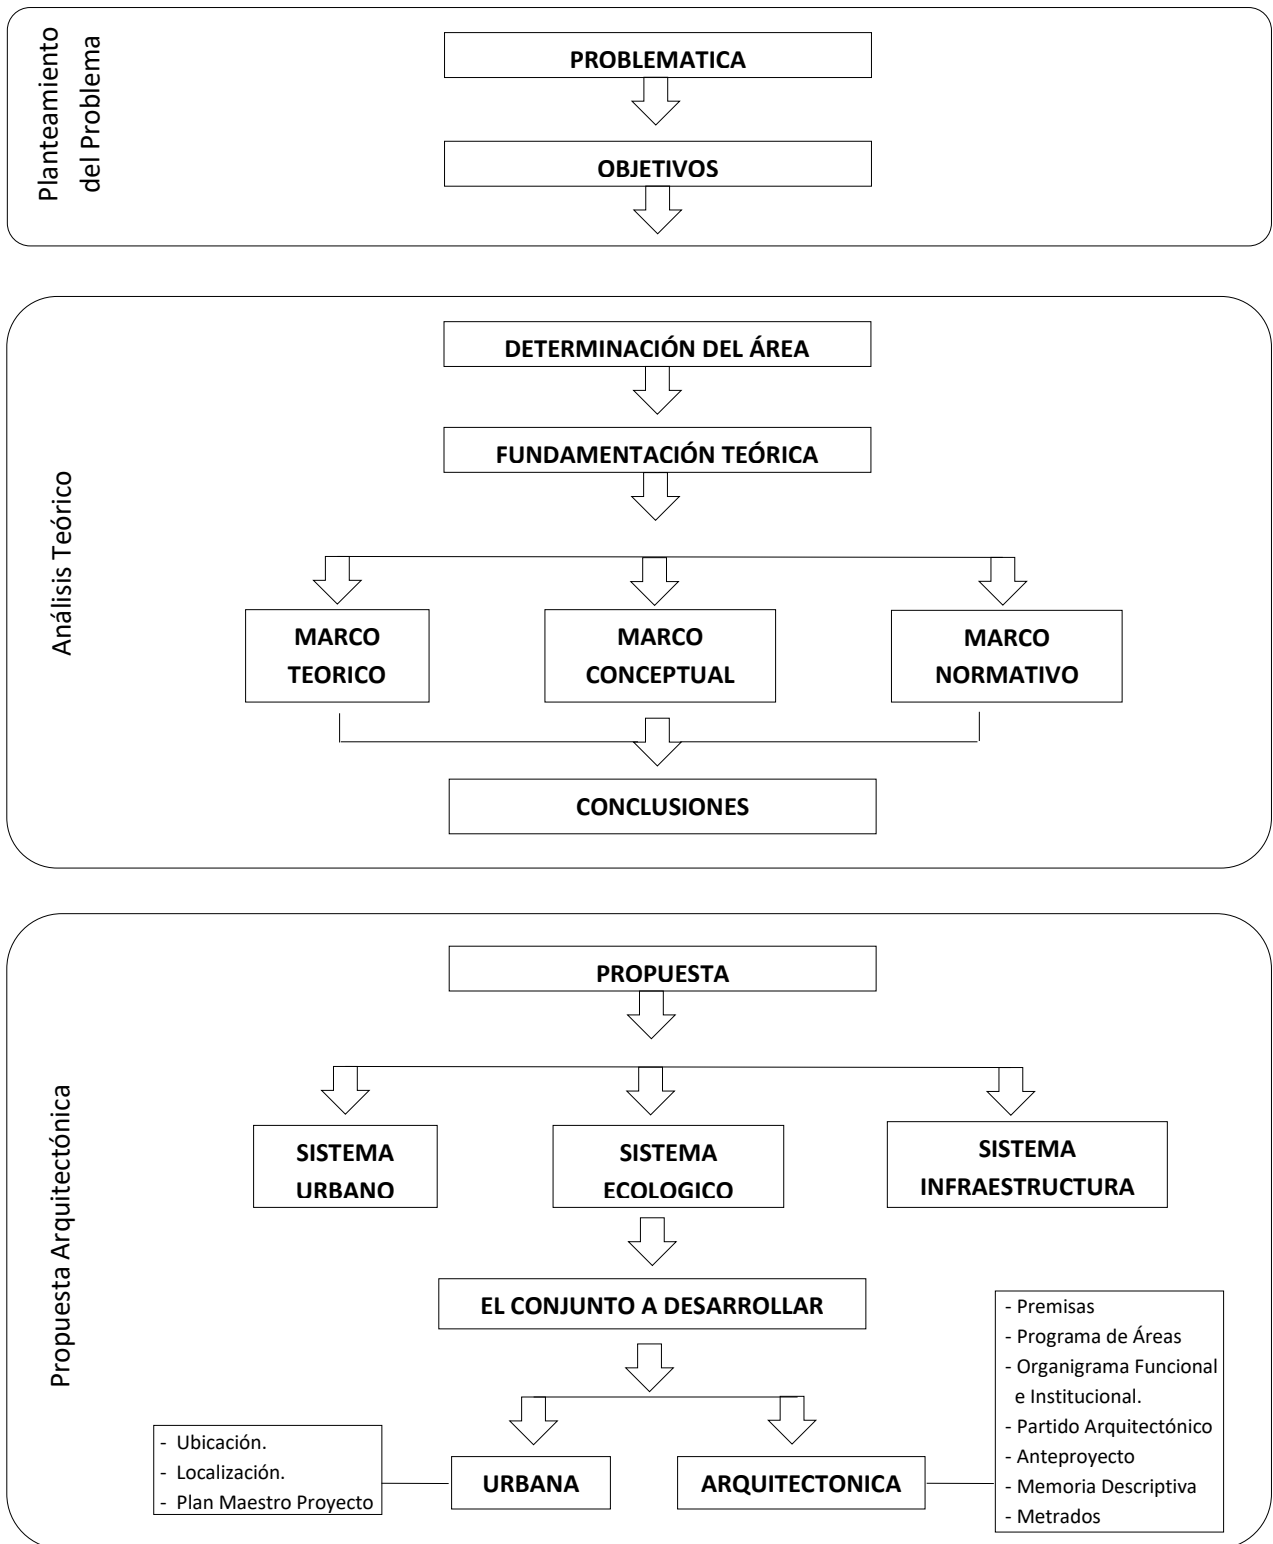 Planteamiento
del Problema
PROBLEMATICA
OBJETIVOS
Análisis Teórico
DETERMINACIÓN DEL ÁREA
FUNDAMENTACIÓN TEÓRICA
MARCO
TEORICO
MARCO
CONCEPTUAL
MARCO
NORMATIVO
CONCLUSIONES
Propuesta Arquitectónica
PROPUESTA
SISTEMA
URBANO
SISTEMA
ECOLOGICO
SISTEMA
INFRAESTRUCTURA
EL CONJUNTO A DESARROLLAR
- Ubicación.
- Localización.
- Plan Maestro Proyecto
URBANA
ARQUITECTONICA
- Premisas
- Programa de Áreas
- Organigrama Funcional
e Institucional.
- Partido Arquitectónico
- Anteproyecto
- Memoria Descriptiva
- Metrados